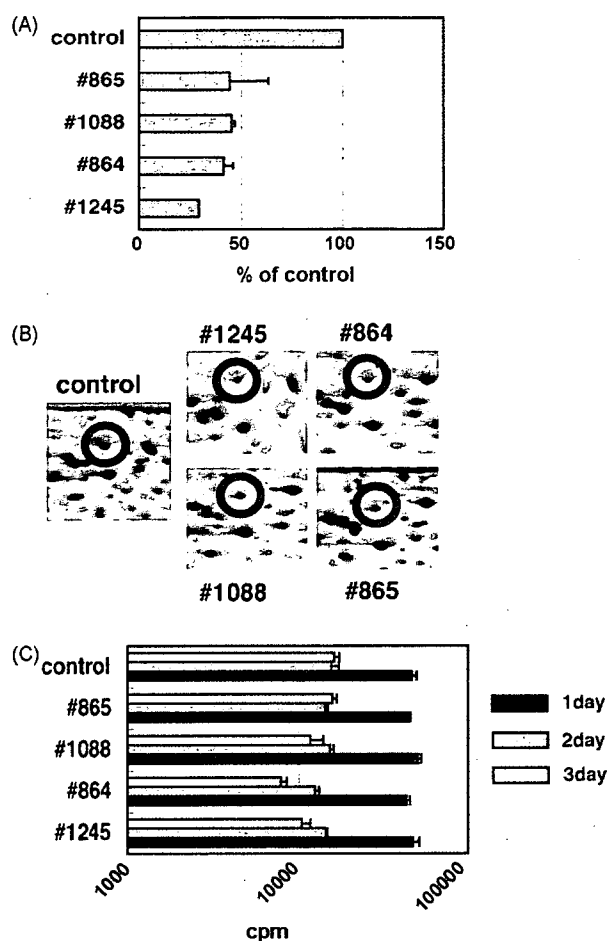 (A)
control
#865
#1088
#864
#1245
0 50 100 150
% of control
(B)
#1245 #864
control
#1088 #865
(C)
control
#865
#1088
#864
#1245
1day
2day
3day
1000 10000 100000
cpm